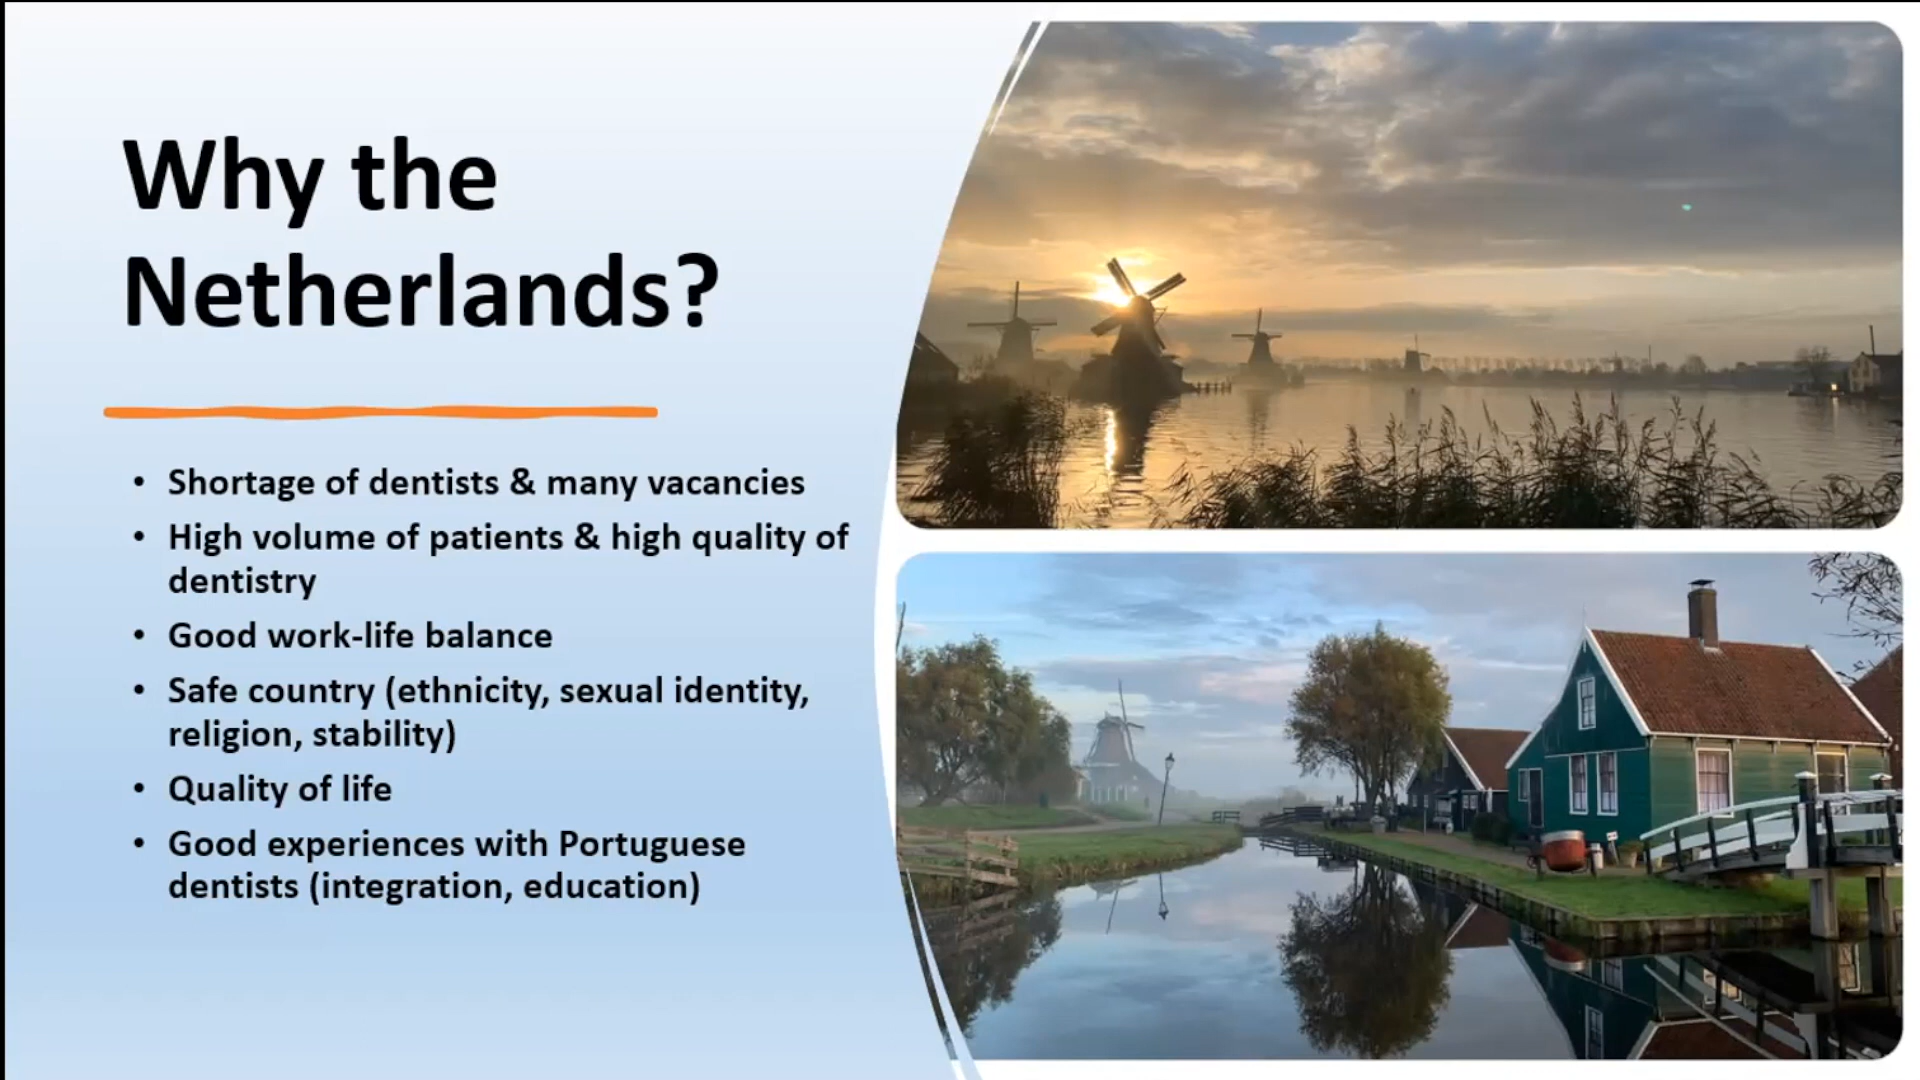 Why the
Netherlands?
• Shortage of dentists & many vacancies
• High volume of patients & high quality of
dentistry
• Good work-life balance
• Safe country (ethnicity, sexual identity,
religion, stability)
• Quality of life
• Good experiences with Portuguese
dentists (integration, education)